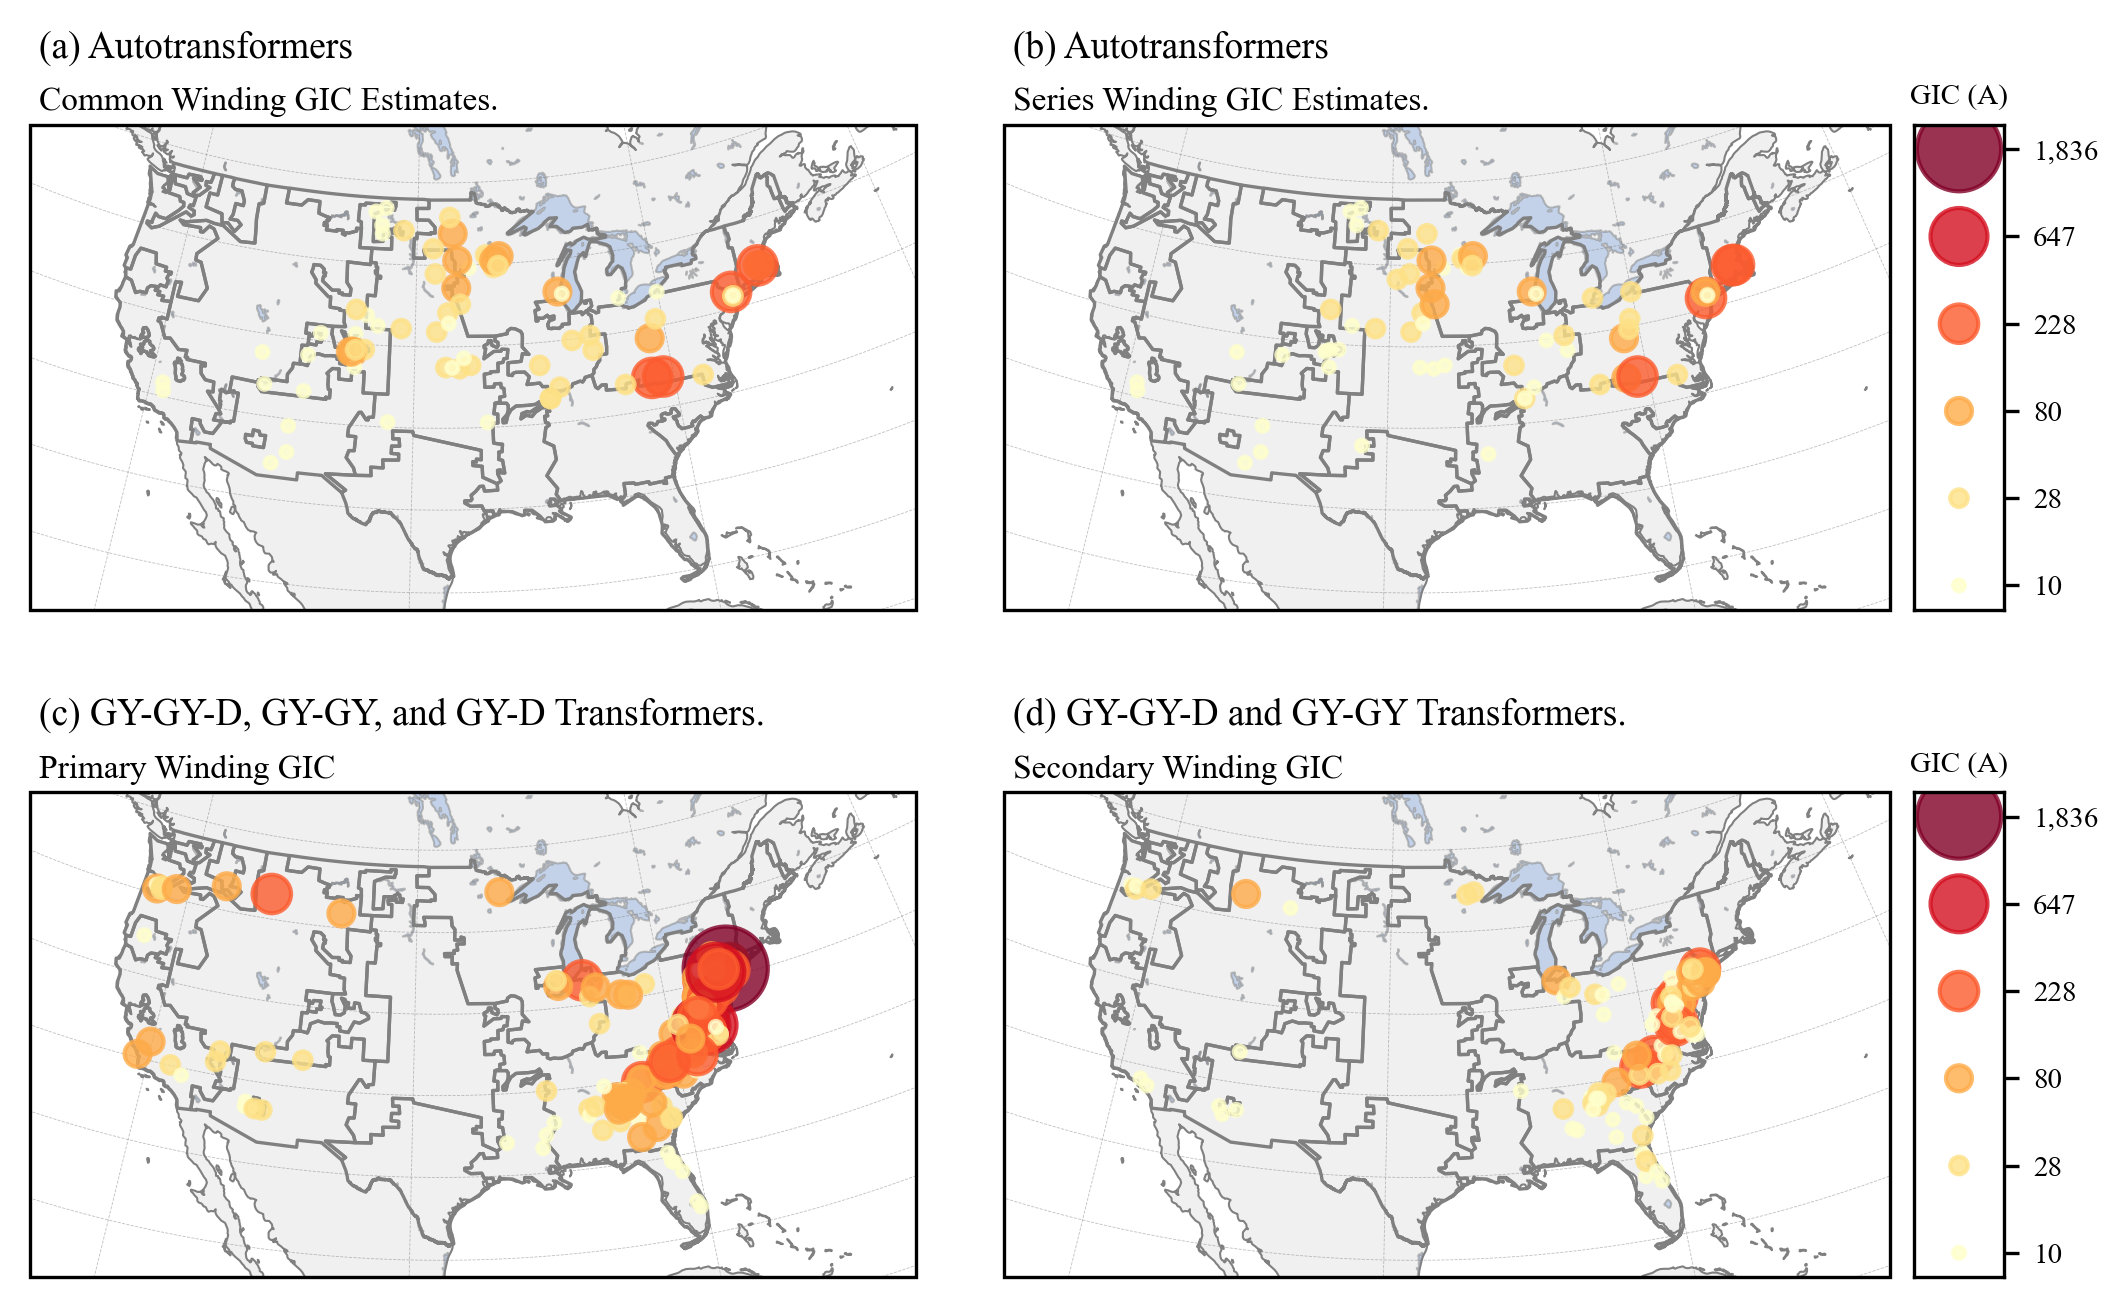 (a) Autotransformers
Common Winding GIC Estimates.
(b) Autotransformers
Series Winding GIC Estimates.
GIC (A)
1,836
647
228
80
28
10
(c) GY-GY-D, GY-GY, and GY-D Transformers.
Primary Winding GIC
(d) GY-GY-D and GY-GY Transformers.
Secondary Winding GIC
GIC (A)
1,836
647
228
80
28
10